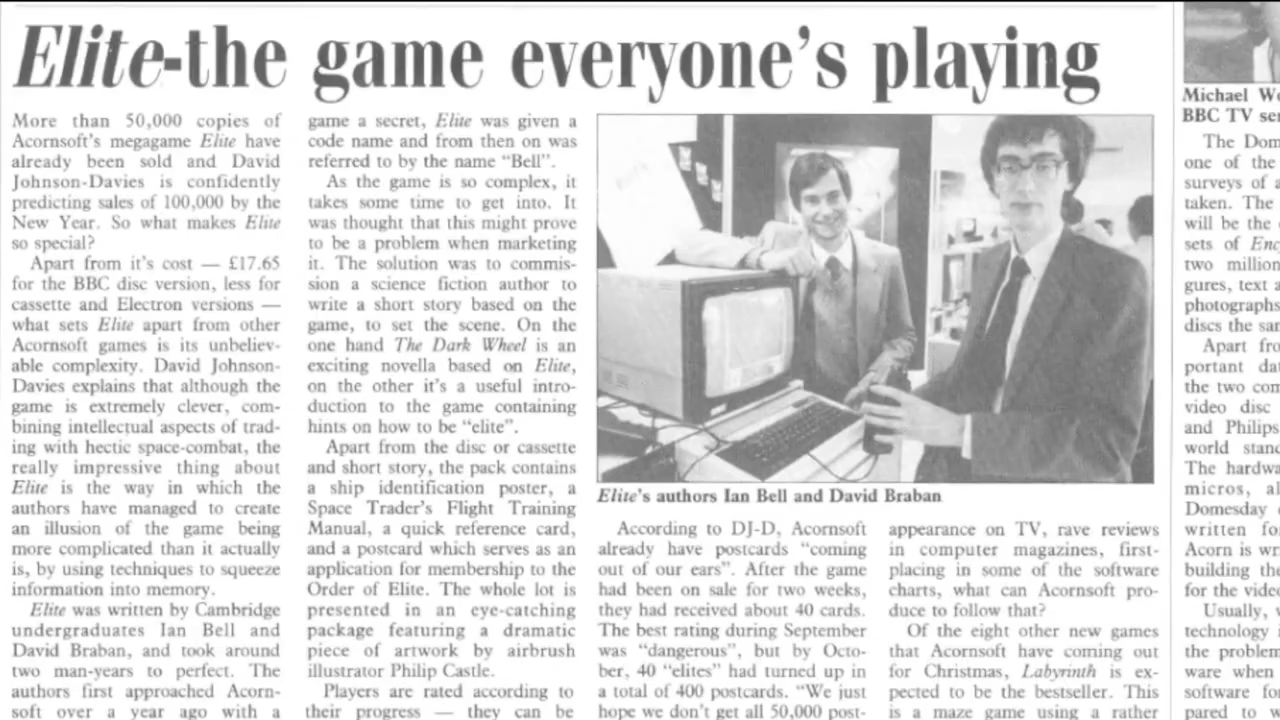 Elite-the game everyone's playing
More than 50,000 copies of
Acornsoft's megagame Elite have
already been sold and David
Johnson-Davies is confidently
predicting sales of 100,000 by the
New Year. So what makes Elite
so special?
Apart from it's cost — £17.65
for the BBC disc version, less for
cassette and Electron versions —
what sets Elite apart from other
Acornsoft games is its unbeliev-
able complexity. David Johnson-
Davies explains that although the
game is extremely clever, com-
bining intellectual aspects of trad-
ing with hectic space-combat, the
really impressive thing about
Elite is the way in which the
authors have managed to create
an illusion of the game being
more complicated than it actually
is, by using techniques to squeeze
information into memory.
Elite was written by Cambridge
undergraduates Ian Bell and
David Braban, and took around
two man-years to perfect. The
authors first approached Acorn-
soft over a year ago with a
game a secret, Elite was given a
code name and from then on was
referred to by the name "Bell".
As the game is so complex, it
takes some time to get into. It
was thought that this might prove
to be a problem when marketing
it. The solution was to commis-
sion a science fiction author to
write a short story based on the
game, to set the scene. On the
one hand The Dark Wheel is an
exciting novella based on Elite,
on the other it's a useful intro-
duction to the game containing
hints on how to be "elite".
Apart from the disc or cassette
and short story, the pack contains
a ship identification poster, a
Space Trader's Flight Training
Manual, a quick reference card,
and a postcard which serves as an
application for membership to the
Order of Elite. The whole lot is
presented in an eye-catching
package featuring a dramatic
piece of artwork by airbrush
illustrator Philip Castle.
Players are rated according to
their progress — they can be
Elite's authors Ian Bell and David Braban
According to DJ-D, Acornsoft
already have postcards "coming
out of our ears". After the game
had been on sale for two weeks,
they had received about 40 cards.
The best rating during September
was "dangerous", but by Octo-
ber, 40 "elites" had turned up in
a total of 400 postcards. "We just
hope we don't get all 50,000 post-
appearance on TV, rave reviews
in computer magazines, first-
placing in some of the software
charts, what can Acornsoft pro-
duce to follow that?
Of the eight other new games
that Acornsoft have coming out
for Christmas, Labyrinth is ex-
pected to be the bestseller. This
is a maze game using a rather
Michael Wo
BBC TV ser
The Dom
one of the
surveys of a
taken. The
will be the
sets of Enc
two million
gures, text a
photographs
discs the sam
Apart fro
portant dat
the two com
video disc
and Philips
world stand
The hardwa
micros, al
Domesday
written fo
Acorn is wr
building the
for the video
Usually, w
technology i
the problem
ware when
software fo
pared to w